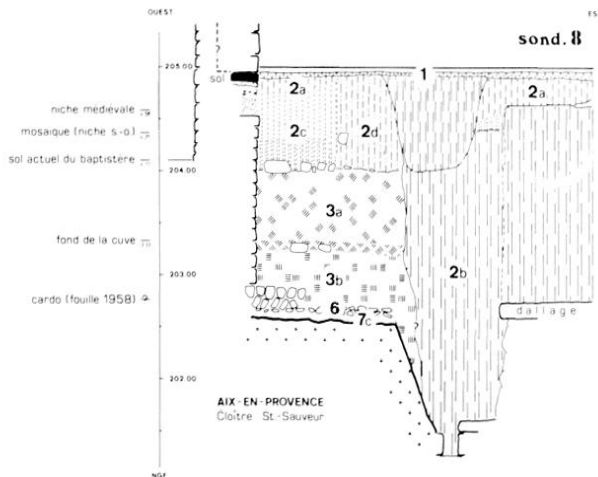 OUEST
ES
sond. 8
205.00
sol
?
1
2a
2a
niche médiévale
2c
2d
mosaïque (niche s-o.)
sol actuel du baptistère
204.00
3a
fond de la cuve
203.00
3b
2b
cardo (fouille 1958)
6
7c
dallage
202.00
AIX-EN-PROVENCE
Cloître St-Sauveur
NGF